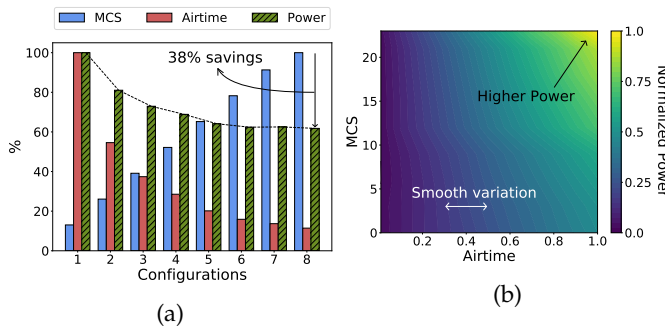 MCS Airtime Power
100
80
60
40
20
0
%
38% savings
1 2 3 4 5 6 7 8
Configurations
(a)
20
15
10
5
0
MCS
Higher Power
Smooth variation
0.2 0.4 0.6 0.8 1.0
Airtime
1.0
0.75
0.5
0.25
0.0
Normalized Power
(b)